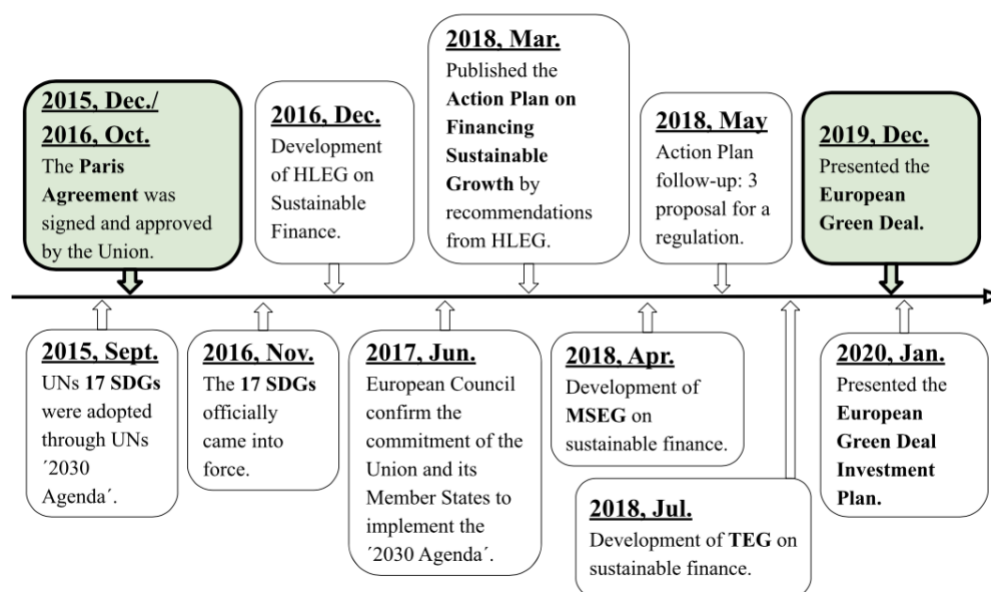 2015, Dec./
2016, Oct.
The Paris
Agreement was
signed and approved
by the Union.
2016, Dec.
Development
of HLEG on
Sustainable
Finance.
2018, Mar.
Published the
Action Plan on
Financing
Sustainable
Growth by
recommendations
from HLEG.
2018, May
Action Plan
follow-up: 3
proposal for a
regulation.
2019, Dec.
Presented the
European
Green Deal.
2015, Sept.
UNs 17 SDGs
were adopted
through UNs
´2030
Agenda´.
2016, Nov.
The 17 SDGs
officially
came into
force.
2017, Jun.
European Council
confirm the
commitment of the
Union and its
Member States to
implement the
´2030 Agenda´.
2018, Apr.
Development of
MSEG on
sustainable finance.
2018, Jul.
Development of TEG on
sustainable finance.
2020, Jan.
Presented the
European
Green Deal
Investment
Plan.